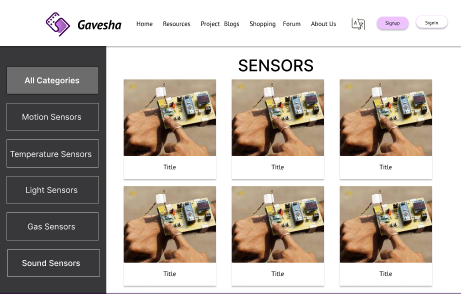 Gavesha
Home Resources Project Blogs Shopping Forum About Us Signup Signin
SENSORS
All Categories
Motion Sensors
Temperature Sensors
Light Sensors
Gas Sensors
Sound Sensors
Title Title Title
Title Title Title